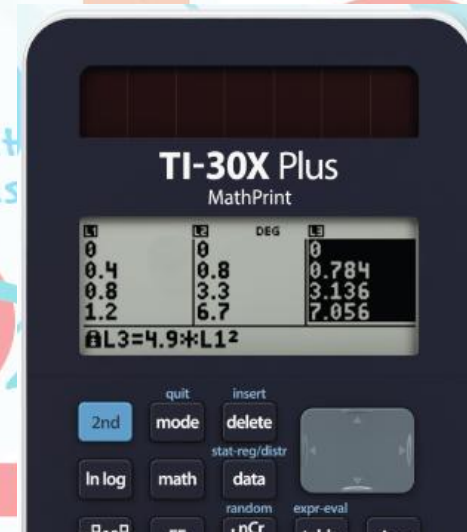 TI-30X Plus
MathPrint
L1 L2 DEG L3
0 0 0
0.4 0.8 0.784
0.8 3.3 3.136
1.2 6.7 7.056
L3=4.9*L1²
quit insert
2nd mode delete
stat-reg/distr
ln log math data
random expr-eval
nCr